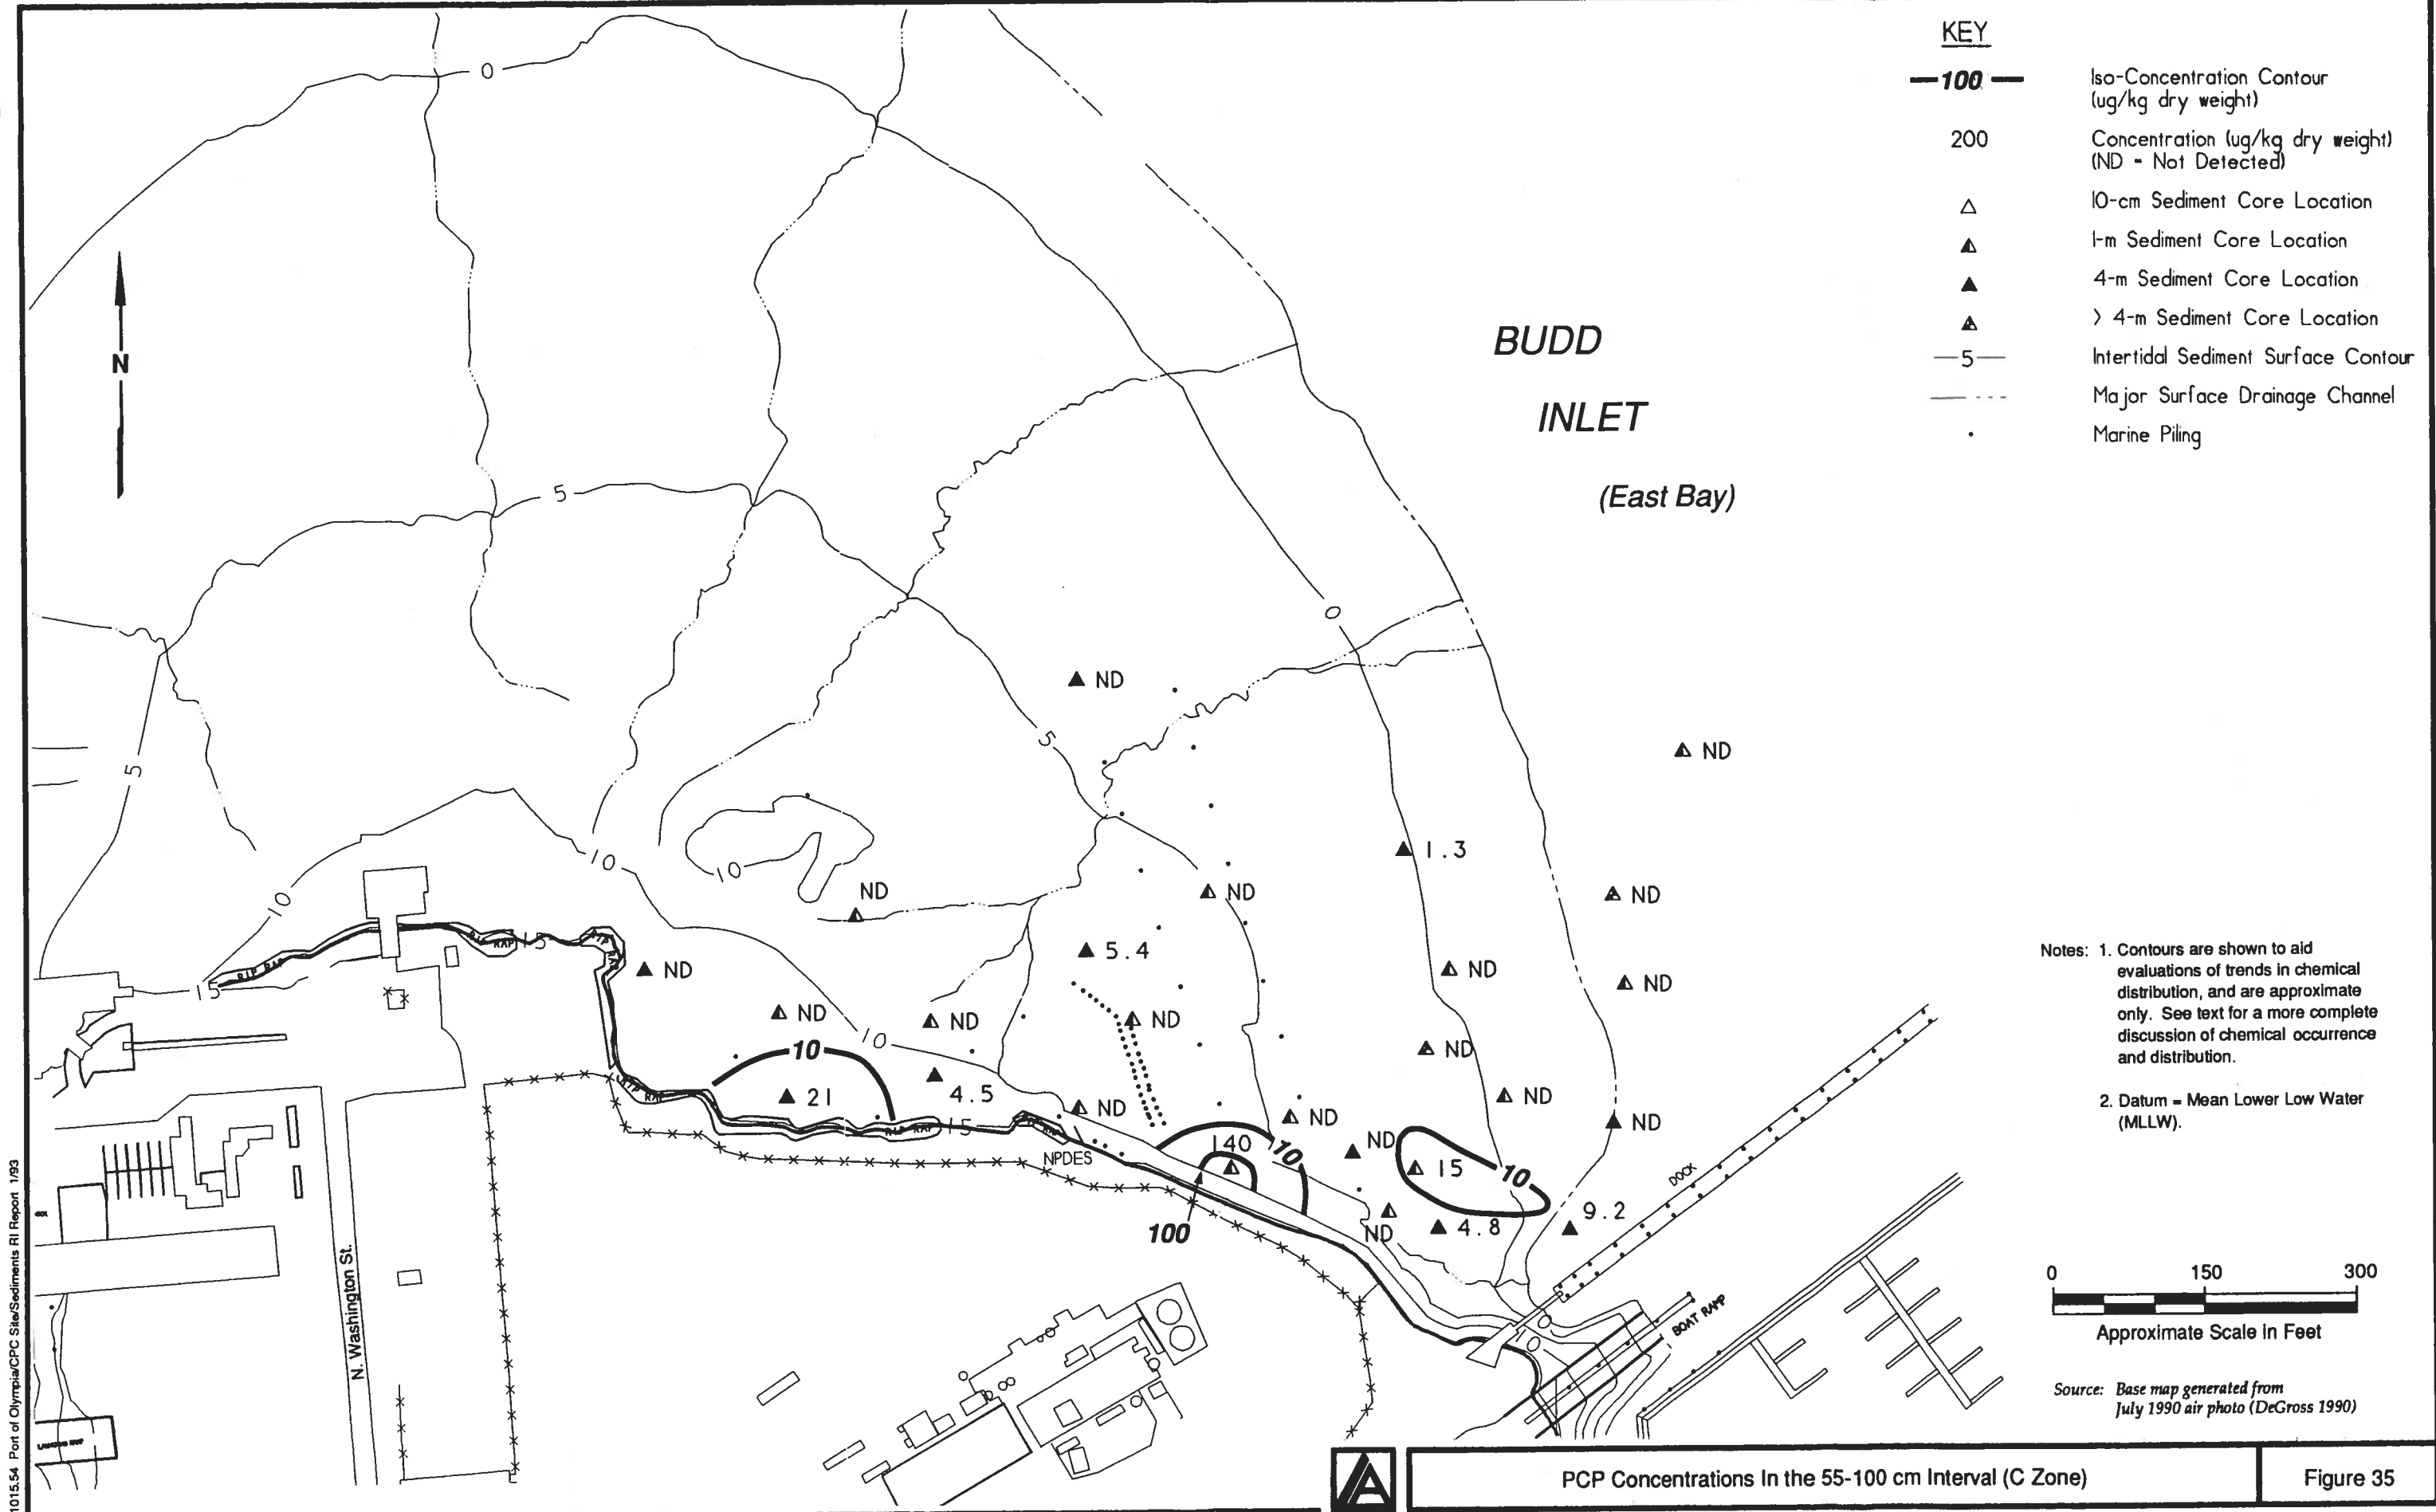 KEY
100
Iso-Concentration Contour
(ug/kg dry weight)
200
Concentration (ug/kg dry weight)
(ND = Not Detected)
10-cm Sediment Core Location
1-m Sediment Core Location
4-m Sediment Core Location
> 4-m Sediment Core Location
5
Intertidal Sediment Surface Contour
Major Surface Drainage Channel
Marine Piling
0
N
BUDD
INLET
(East Bay)
5
0
ND
5
ND
5
1.3
10
10
ND
ND
ND
10
5.4
RIP RAP
RAP
15
ND
ND
ND
15
ND
ND
ND
10
10
ND
21
4.5
ND
ND
ND
ND
RIP RAP
15
140
10
ND
15
10
NPDES
100
ND
4.8
9.2
DOCK
BOAT RAMP
N. Washington St.
Notes: 1. Contours are shown to aid
evaluations of trends in chemical
distribution, and are approximate
only. See text for a more complete
discussion of chemical occurrence
and distribution.
2. Datum = Mean Lower Low Water
(MLLW).
0 150 300
Approximate Scale in Feet
Source: Base map generated from
July 1990 air photo (DeGross 1990)
1015.54 Port of Olympia/CPC Site/Sediments RI Report 1/93
PCP Concentrations In the 55-100 cm Interval (C Zone)
Figure 35